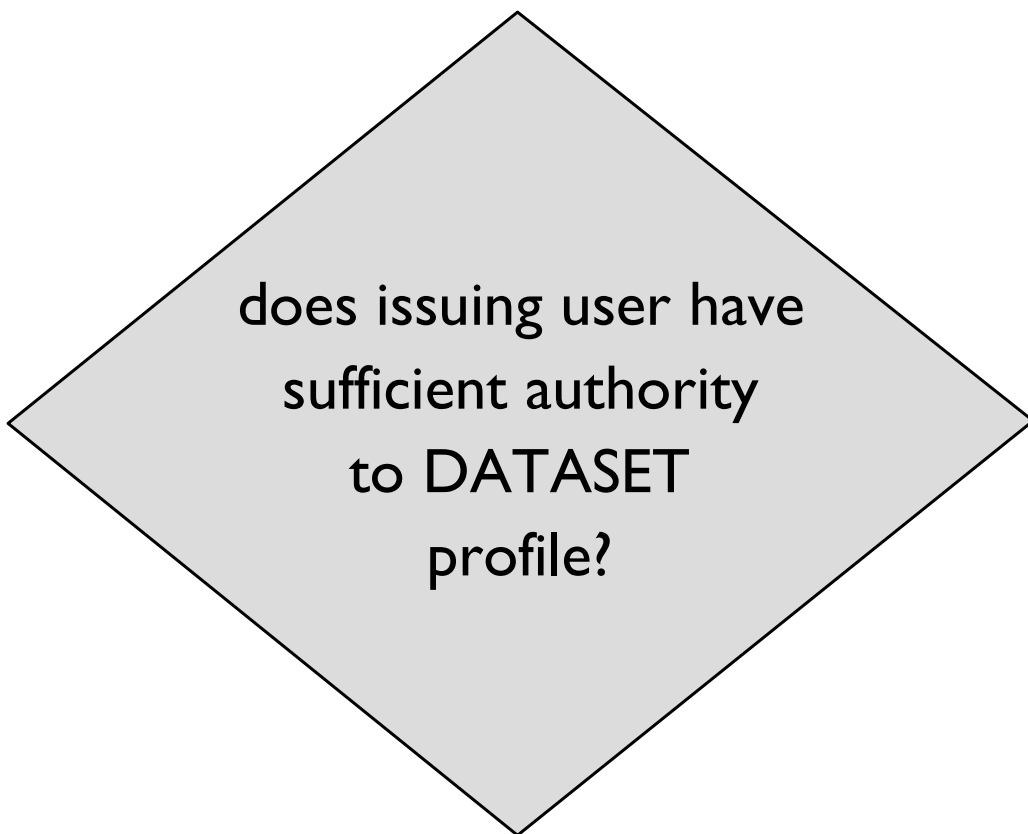 does issuing user have
sufficient authority
to DATASET
profile?